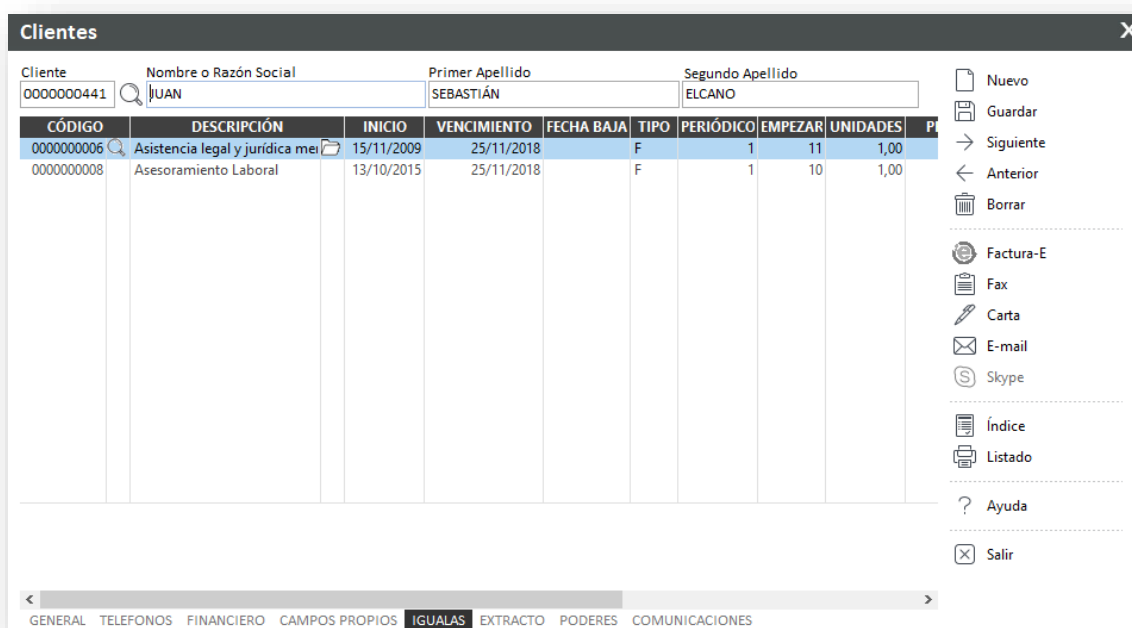 Clientes X
Cliente Nombre o Razón Social Primer Apellido Segundo Apellido
0000000441 JUAN SEBASTIÁN ELCANO
CÓDIGO DESCRIPCIÓN INICIO VENCIMIENTO FECHA BAJA TIPO PERIÓDICO EMPEZAR UNIDADES
0000000006 Asistencia legal y jurídica 15/11/2009 25/11/2018 F 1 11 1,00
0000000008 Asesoramiento Laboral 13/10/2015 25/11/2018 F 1 10 1,00
Nuevo
Guardar
Siguiente
Anterior
Borrar
Factura-E
Fax
Carta
E-mail
Skype
Índice
Listado
Ayuda
Salir
GENERAL TELEFONOS FINANCIERO CAMPOS PROPIOS IGUALAS EXTRACTO PODERES COMUNICACIONES